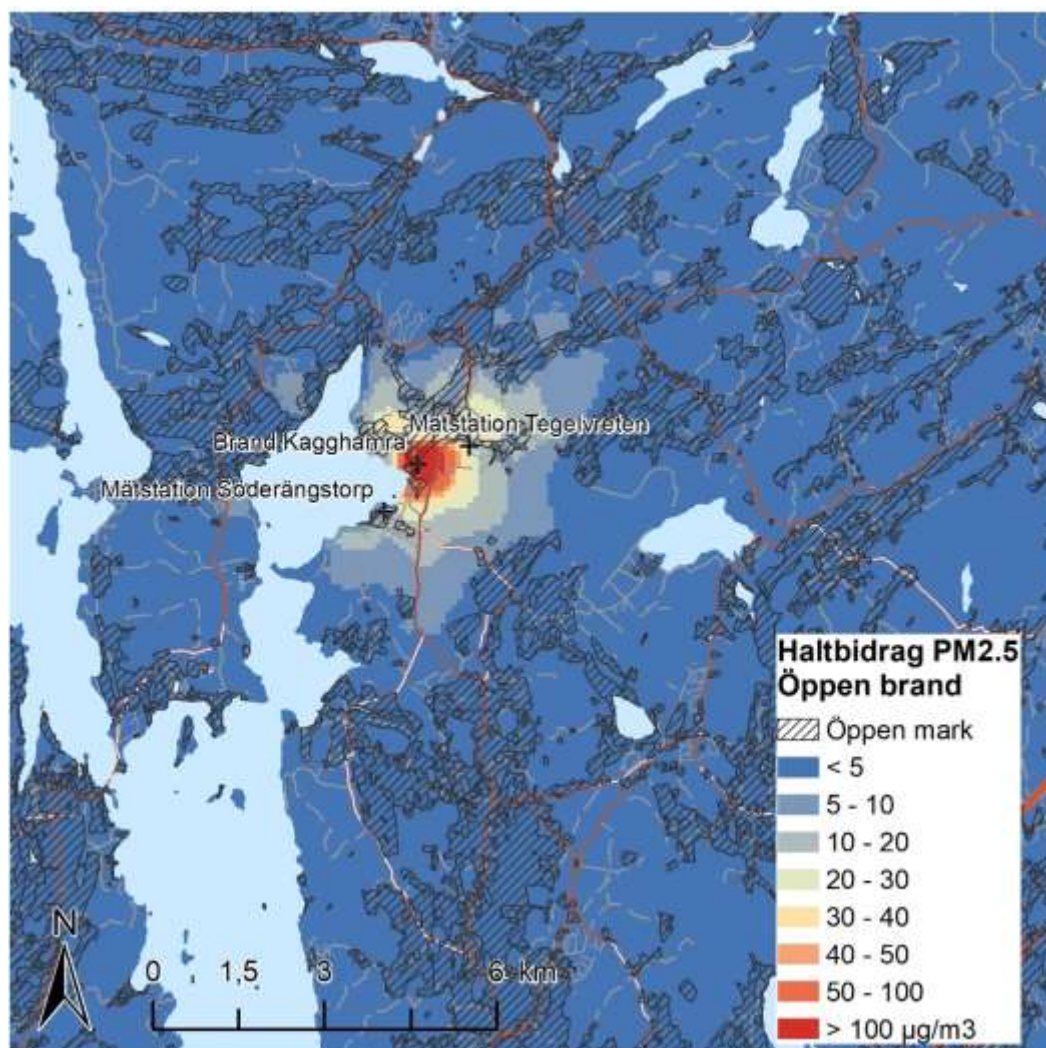 Mätstation Tegelvreten
Brand Kagghamra
Mätstation Söderängstorp
Haltbidrag PM2.5
Öppen brand
Öppen mark
< 5
5 - 10
10 - 20
20 - 30
30 - 40
40 - 50
50 - 100
> 100 µg/m3
N
0 1,5 3 6 km